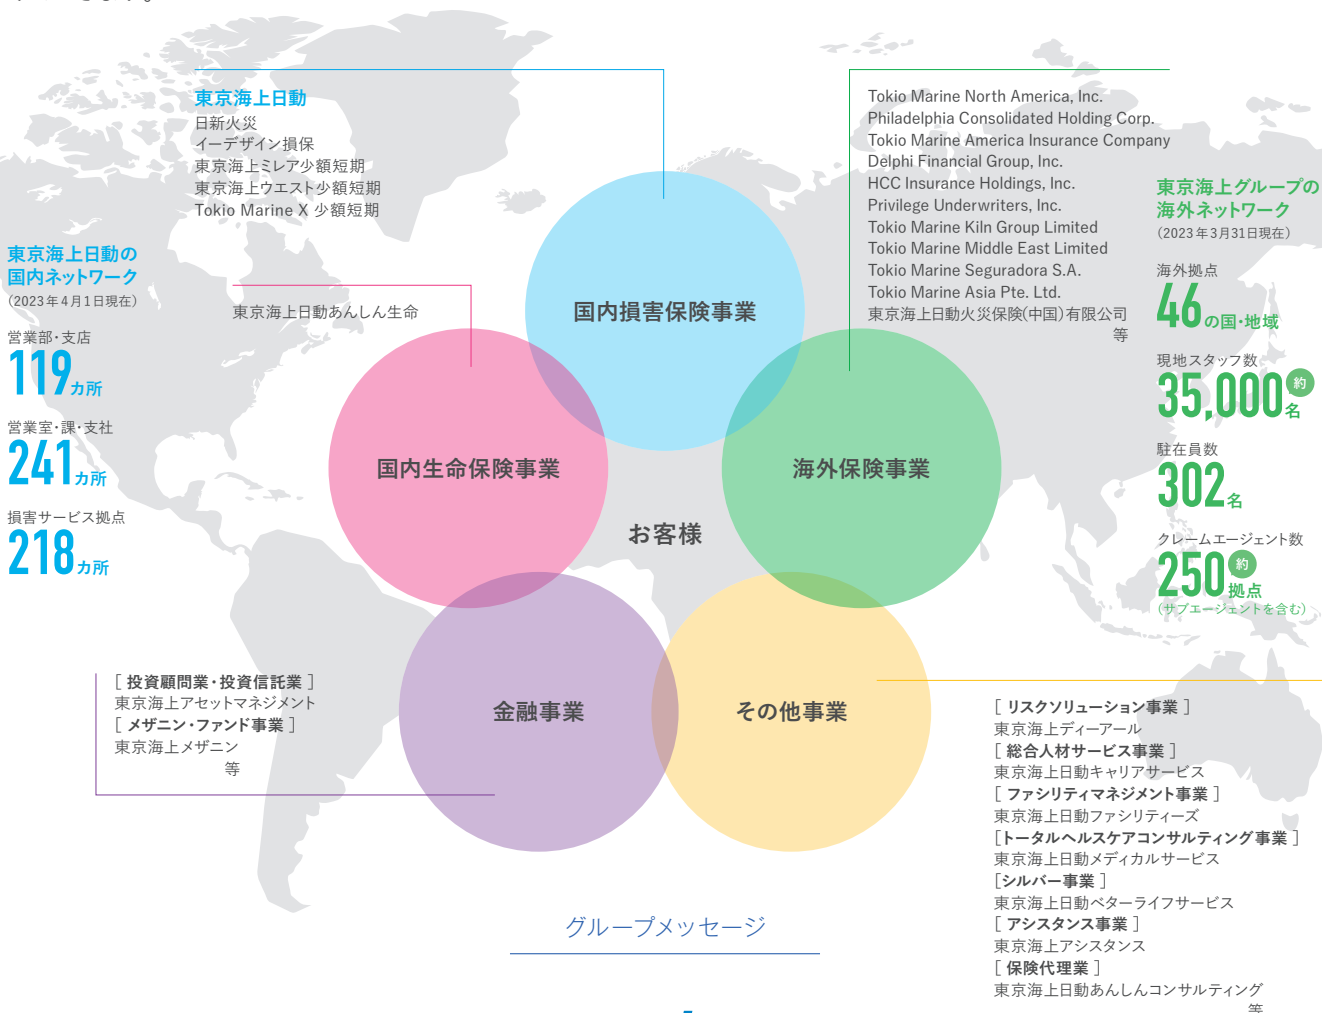 東京海上日動
日新火災
イーデザイン損保
東京海上ミレア少額短期
東京海上ウエスト少額短期
Tokio Marine X 少額短期
東京海上日動の
国内ネットワーク
（2023年4月1日現在）
営業部・支店
119カ所
営業室・課・支社
241カ所
損害サービス拠点
218カ所
東京海上日動あんしん生命
国内損害保険事業
国内生命保険事業
海外保険事業
お客様
金融事業
その他事業
Tokio Marine North America, Inc.
Philadelphia Consolidated Holding Corp.
Tokio Marine America Insurance Company
Delphi Financial Group, Inc.
HCC Insurance Holdings, Inc.
Privilege Underwriters, Inc.
Tokio Marine Kiln Group Limited
Tokio Marine Middle East Limited
Tokio Marine Seguradora S.A.
Tokio Marine Asia Pte. Ltd.
東京海上日動火災保険(中国)有限公司
等
東京海上グループの
海外ネットワーク
（2023年3月31日現在）
海外拠点
46の国・地域
現地スタッフ数
35,000約名
駐在員数
302名
クレームエージェント数
250約拠点
（サブエージェントを含む）
［ 投資顧問業・投資信託業 ］
東京海上アセットマネジメント
［ メザニン・ファンド事業 ］
東京海上メザニン
等
［ リスクソリューション事業 ］
東京海上ディーアール
［ 総合人材サービス事業 ］
東京海上日動キャリアサービス
［ ファシリティマネジメント事業 ］
東京海上日動ファシリティーズ
［トータルヘルスケアコンサルティング事業 ］
東京海上日動メディカルサービス
［シルバー事業 ］
東京海上日動ベターライフサービス
［ アシスタンス事業 ］
東京海上アシスタンス
［ 保険代理業 ］
東京海上日動あんしんコンサルティング
等
グループメッセージ